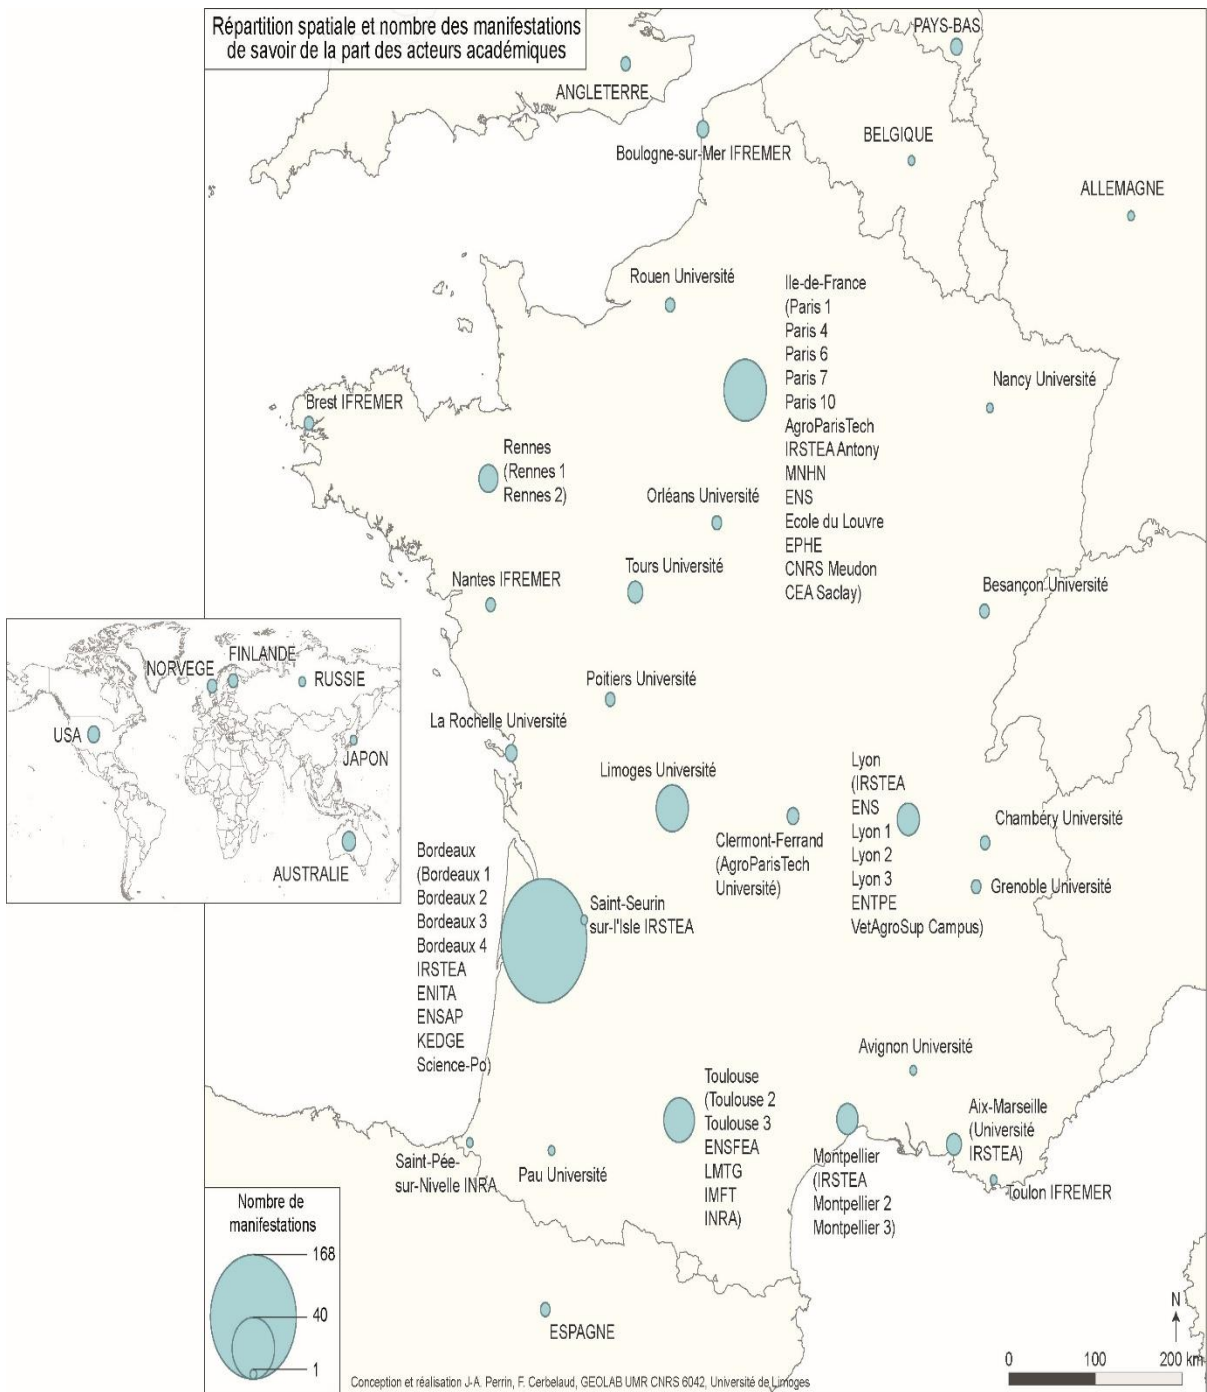 Répartition spatiale et nombre des manifestations
de savoir de la part des acteurs académiques
PAYS-BAS
ANGLETERRE
Boulogne-sur-Mer IFREMER
BELGIQUE
ALLEMAGNE
Rouen Université
Ile-de-France
(Paris 1
Paris 4
Paris 6
Paris 7
Paris 10
AgroParisTech
IRSTEA Antony
MNHN
ENS
Ecole du Louvre
EPHE
CNRS Meudon
CEA Saclay)
Nancy Université
Brest IFREMER
Rennes
(Rennes 1
Rennes 2)
Orléans Université
Nantes IFREMER
Tours Université
Besançon Université
NORVEGE
FINLANDE
RUSSIE
USA
JAPON
AUSTRALIE
Poitiers Université
La Rochelle Université
Limoges Université
Clermont-Ferrand
(AgroParisTech
Université)
Lyon
(IRSTEA
ENS
Lyon 1
Lyon 2
Lyon 3
ENTPE
VetAgroSup Campus)
Chambéry Université
Grenoble Université
Bordeaux
(Bordeaux 1
Bordeaux 2
Bordeaux 3
Bordeaux 4
IRSTEA
ENITA
ENSAP
KEDGE
Science-Po)
Saint-Seurin
sur-l'Isle IRSTEA
Avignon Université
Toulouse
(Toulouse 2
Toulouse 3
ENSFEA
LMTG
IMFT
INRA)
Aix-Marseille
(Université
IRSTEA)
Montpellier
(IRSTEA
Montpellier 2
Montpellier 3)
Toulon IFREMER
Saint-Pée-
sur-Nivelle INRA
Pau Université
Nombre de
manifestations
168
40
1
ESPAGNE
N
0 100 200 km
Conception et réalisation J-A. Perrin, F. Cerbelaud, GEOLAB UMR CNRS 6042, Université de Limoges